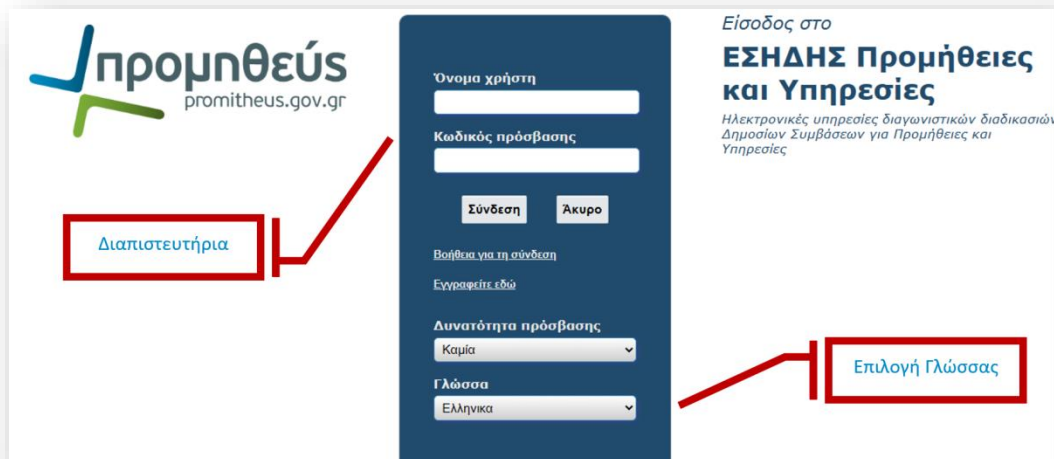 προμηθεύς
promitheus.gov.gr
Διαπιστευτήρια
Όνομα χρήστη
Κωδικός πρόσβασης
Σύνδεση Άκυρο
Βοήθεια για τη σύνδεση
Εγγραφείτε εδώ
Δυνατότητα πρόσβασης
Καμία
Γλώσσα
Ελληνικα
Είσοδος στο
ΕΣΗΔΗΣ Προμήθειες
και Υπηρεσίες
Ηλεκτρονικές υπηρεσίες διαγωνιστικών διαδικασιών
Δημοσίων Συμβάσεων για Προμήθειες και
Υπηρεσίες
Επιλογή Γλώσσας